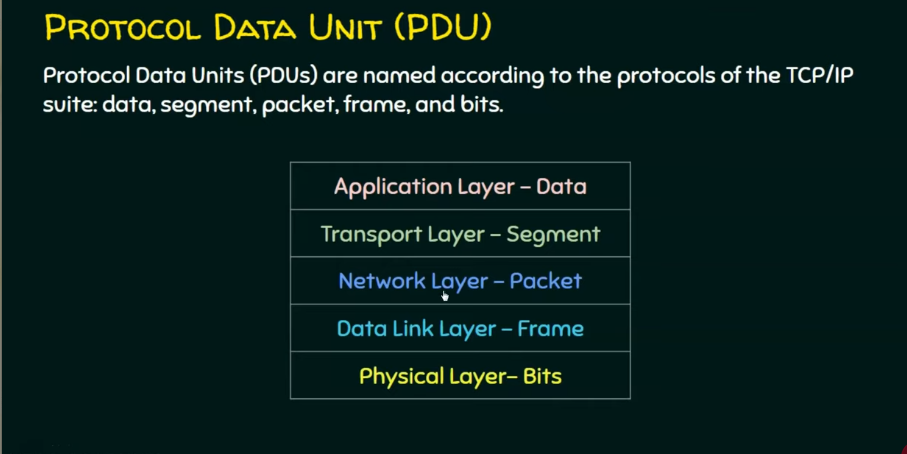 PROTOCOL DATA UNIT (PDU)
Protocol Data Units (PDUs) are named according to the protocols of the TCP/IP
suite: data, segment, packet, frame, and bits.
Application Layer – Data
Transport Layer – Segment
Network Layer – Packet
Data Link Layer – Frame
Physical Layer– Bits